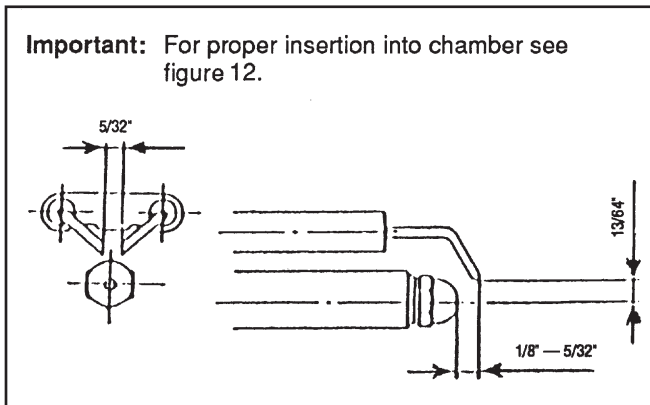 Important: For proper insertion into chamber see
figure 12.
5/32"
13/64"
1/8" — 5/32"